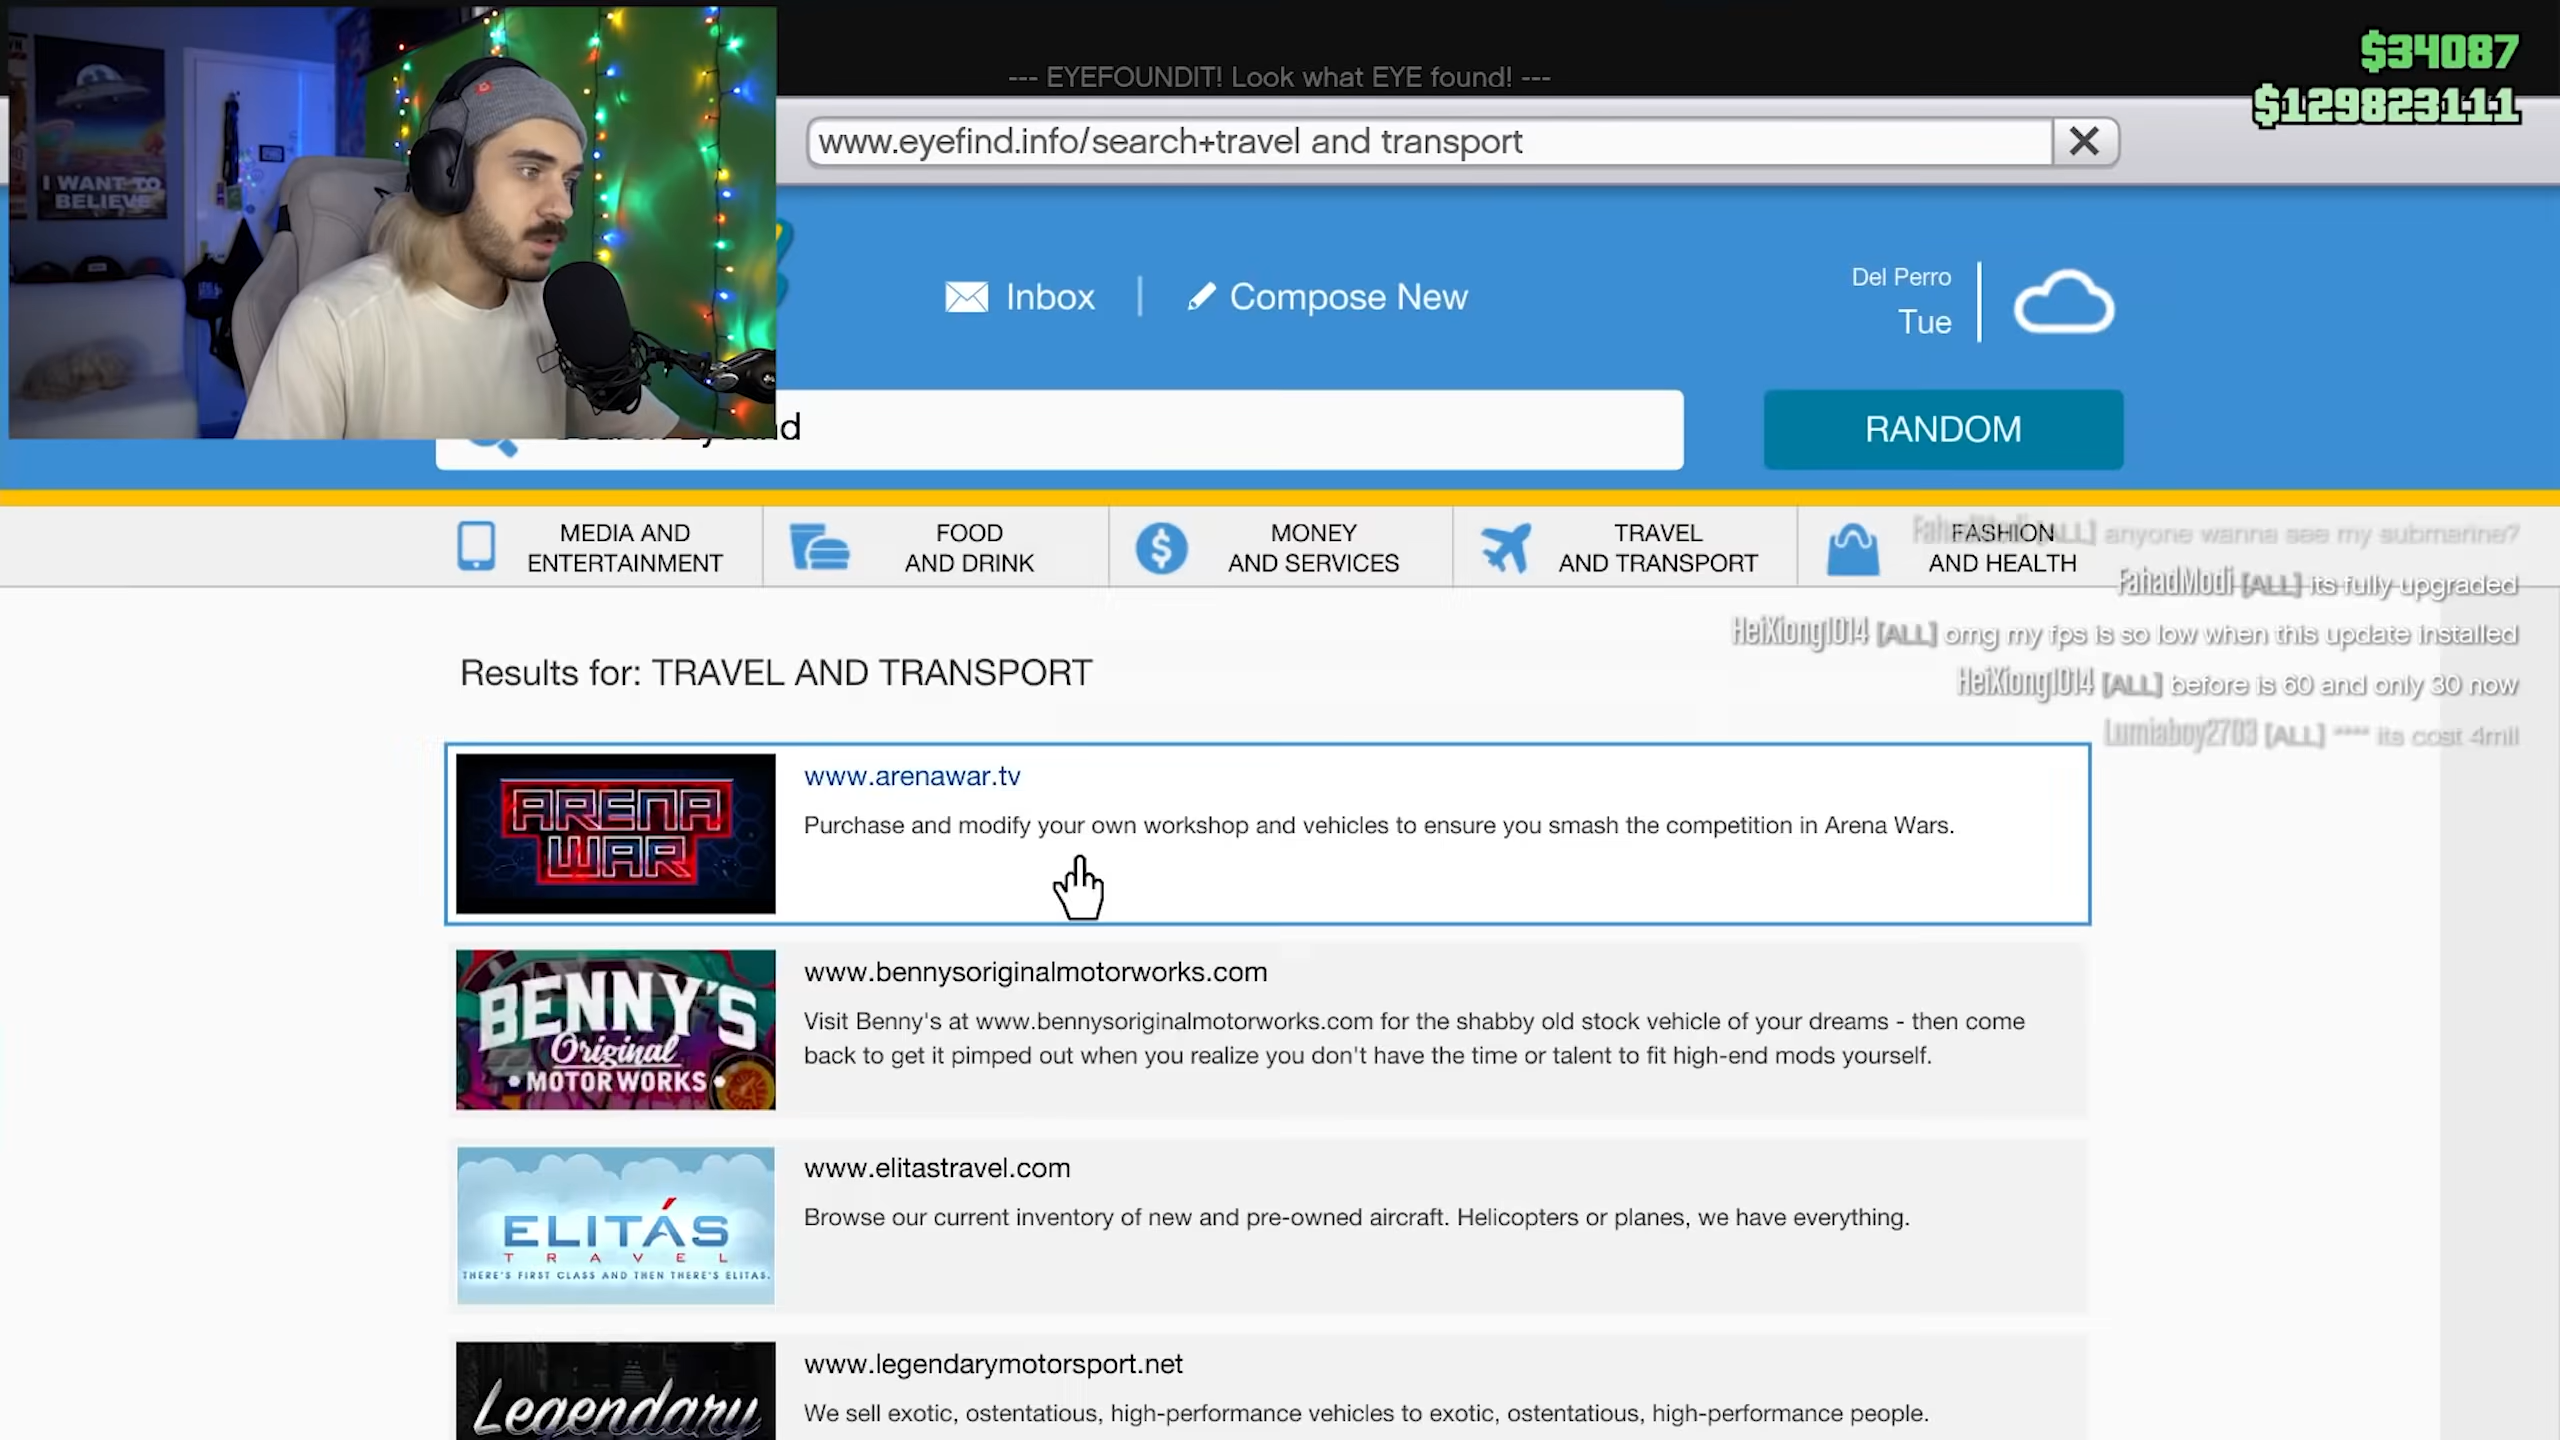 I WANT TO
BELIEVE
$34087
$129823111
--- EYEFOUNDIT! Look what EYE found! ---
www.eyefind.info/search+travel and transport
Inbox
Compose New
Del Perro
Tue
RANDOM
MEDIA AND
ENTERTAINMENT
FOOD
AND DRINK
MONEY
AND SERVICES
TRAVEL
AND TRANSPORT
FASHION
AND HEALTH
FahadModi [ALL] anyone wanna see my submarine?
FahadModi [ALL] its fully upgraded
HeiXiong1014 [ALL] omg my fps is so low when this update installed
HeiXiong1014 [ALL] before is 60 and only 30 now
Lumiaboy2703 [ALL] **** its cost 4mil
Results for: TRAVEL AND TRANSPORT
ARENA
WAR
www.arenawar.tv
Purchase and modify your own workshop and vehicles to ensure you smash the competition in Arena Wars.
BENNY'S
Original
MOTOR WORKS
www.bennysoriginalmotorworks.com
Visit Benny's at www.bennysoriginalmotorworks.com for the shabby old stock vehicle of your dreams - then come
back to get it pimped out when you realize you don't have the time or talent to fit high-end mods yourself.
ELITÁS
TRAVEL
THERE'S FIRST CLASS AND THEN THERE'S ELITAS.
www.elitastravel.com
Browse our current inventory of new and pre-owned aircraft. Helicopters or planes, we have everything.
Legendary
www.legendarymotorsport.net
We sell exotic, ostentatious, high-performance vehicles to exotic, ostentatious, high-performance people.